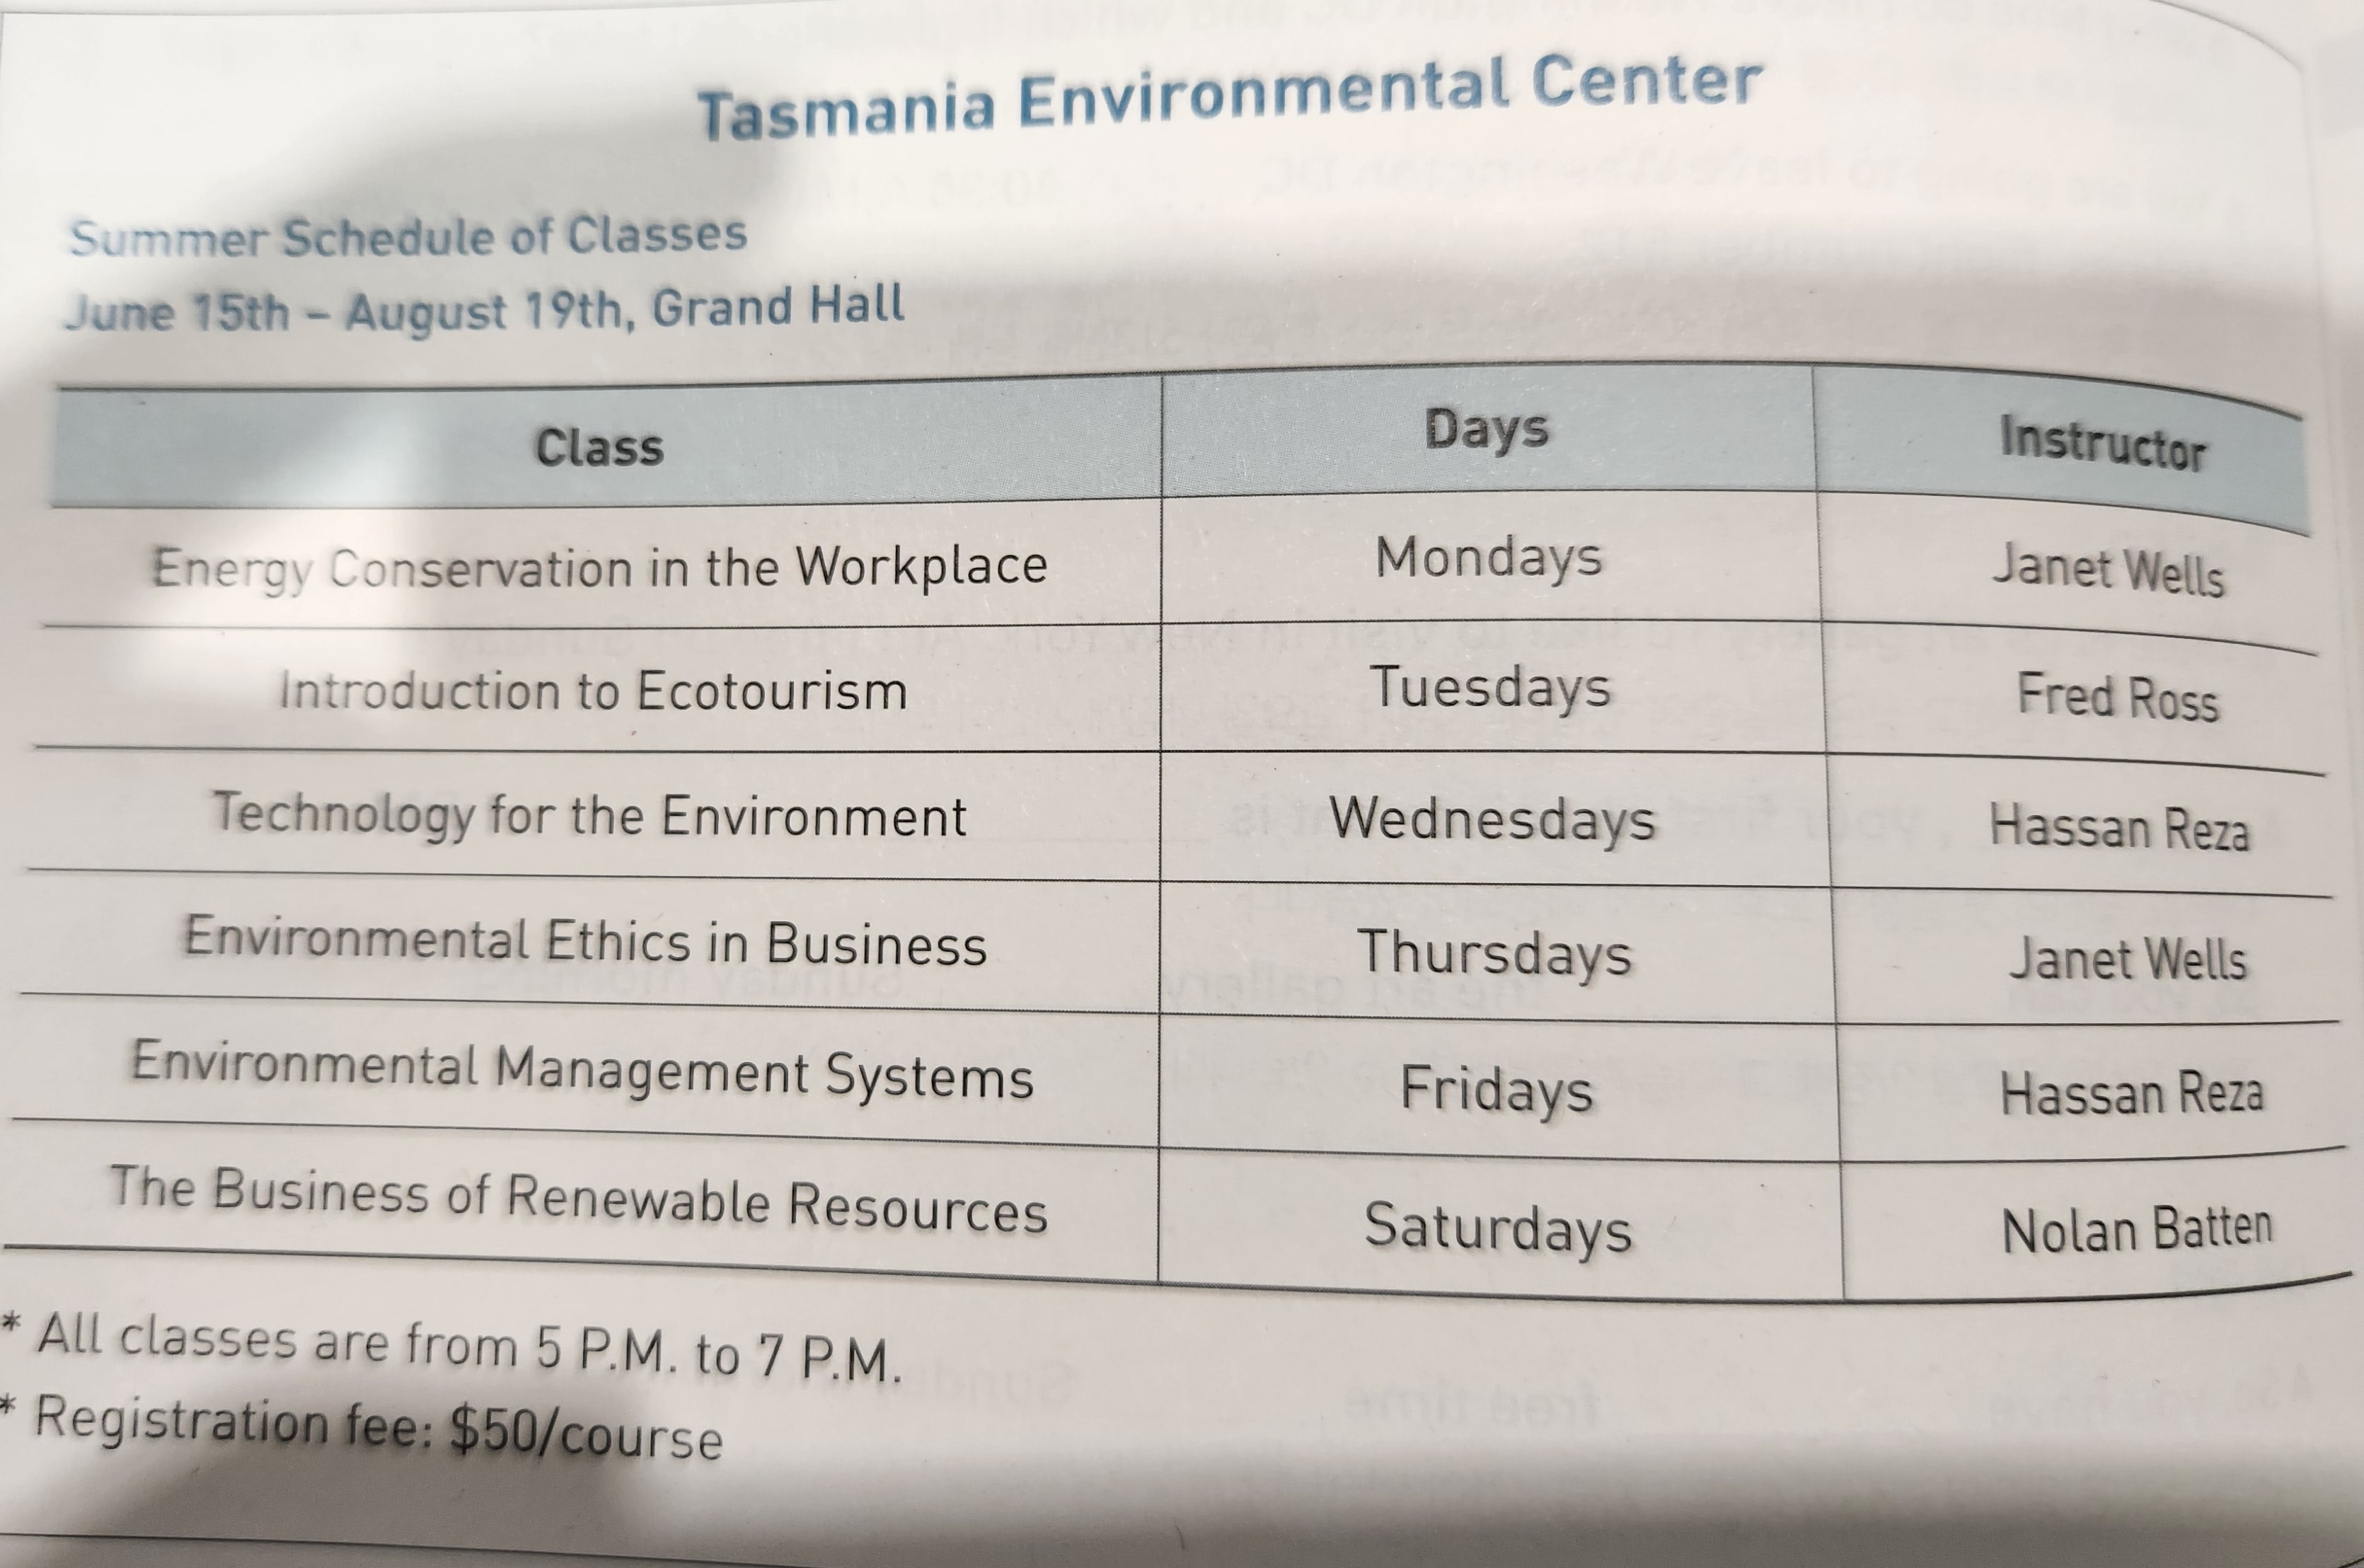 Tasmania Environmental Center
Summer Schedule of Classes
June 15th – August 19th, Grand Hall
Class Days Instructor
Energy Conservation in the Workplace Mondays Janet Wells
Introduction to Ecotourism Tuesdays Fred Ross
Technology for the Environment Wednesdays Hassan Reza
Environmental Ethics in Business Thursdays Janet Wells
Environmental Management Systems Fridays Hassan Reza
The Business of Renewable Resources Saturdays Nolan Batten
* All classes are from 5 P.M. to 7 P.M.
* Registration fee: $50/course